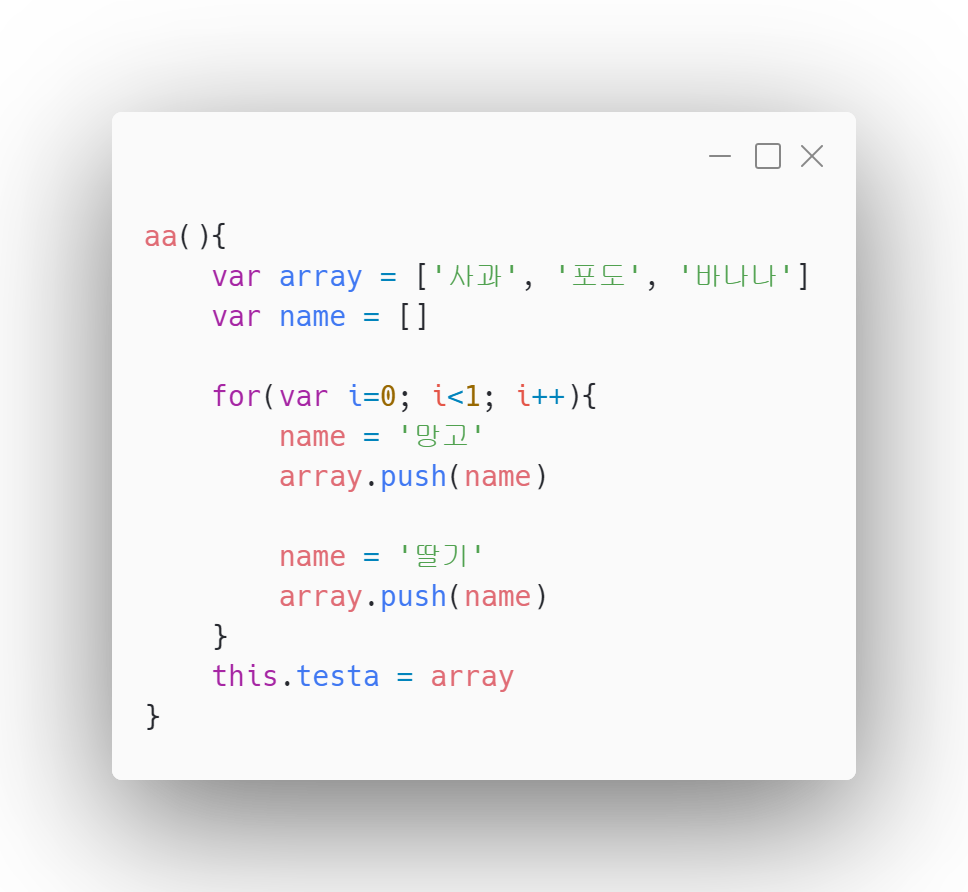 aa(){
var array = ['사과', '포도', '바나나']
var name = []
for(var i=0; i<1; i++){
name = '망고'
array.push(name)
name = '딸기'
array.push(name)
}
this.testa = array
}